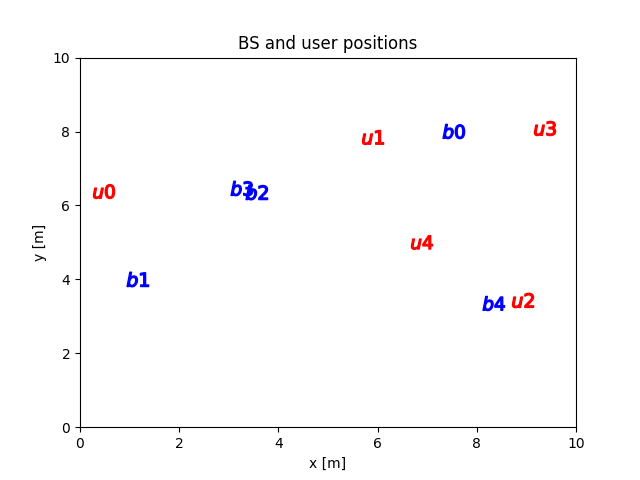 BS and user positions
10
8
6
4
2
0
y [m]
u1
b0
u3
u0
b3
b2
u4
b1
b4
u2
0 2 4 6 8 10
x [m]